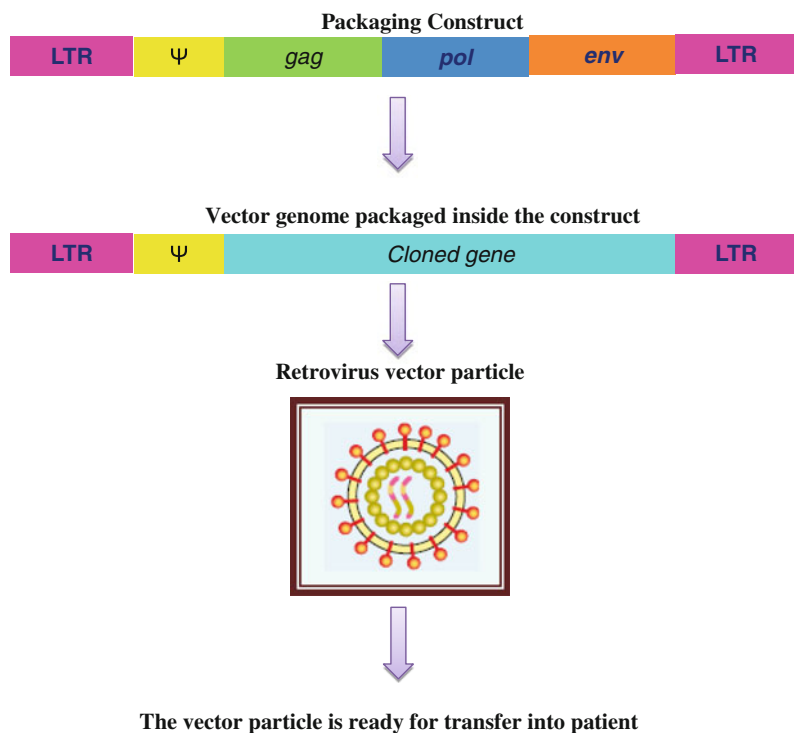 Packaging Construct
LTR Ψ gag pol env LTR
Vector genome packaged inside the construct
LTR Ψ Cloned gene LTR
Retrovirus vector particle
The vector particle is ready for transfer into patient